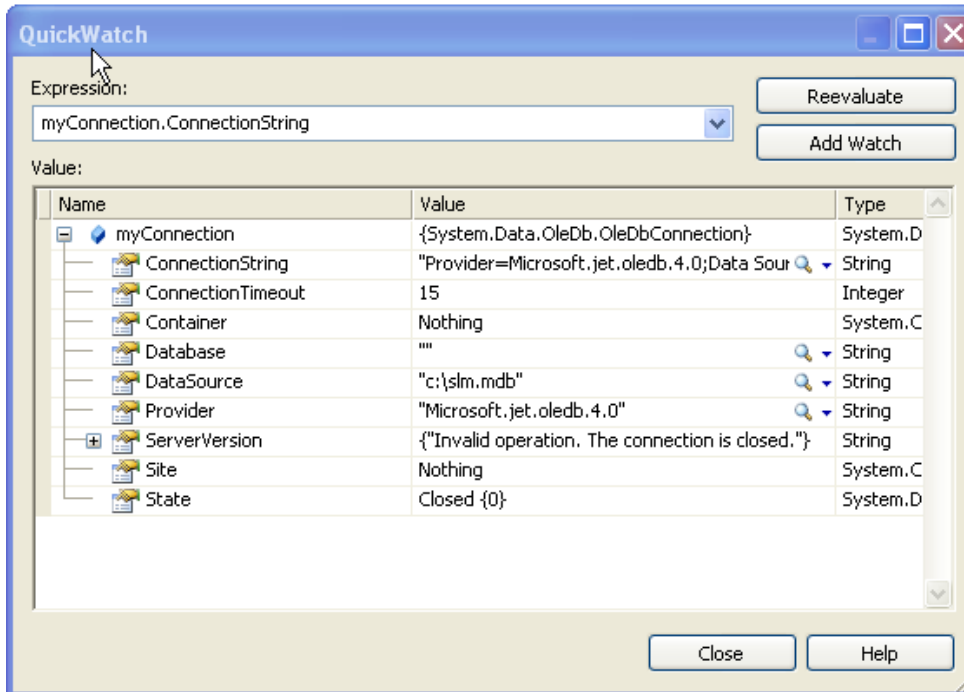 QuickWatch
Expression:
Reevaluate
myConnection.ConnectionString
Add Watch
Value:
Name Value Type
myConnection {System.Data.OleDb.OleDbConnection} System.D
ConnectionString "Provider=Microsoft.jet.oledb.4.0;Data Sour String
ConnectionTimeout 15 Integer
Container Nothing System.C
Database "" String
DataSource "c:\slm.mdb" String
Provider "Microsoft.jet.oledb.4.0" String
ServerVersion {"Invalid operation. The connection is closed."} String
Site Nothing System.C
State Closed {0} System.D
Close Help